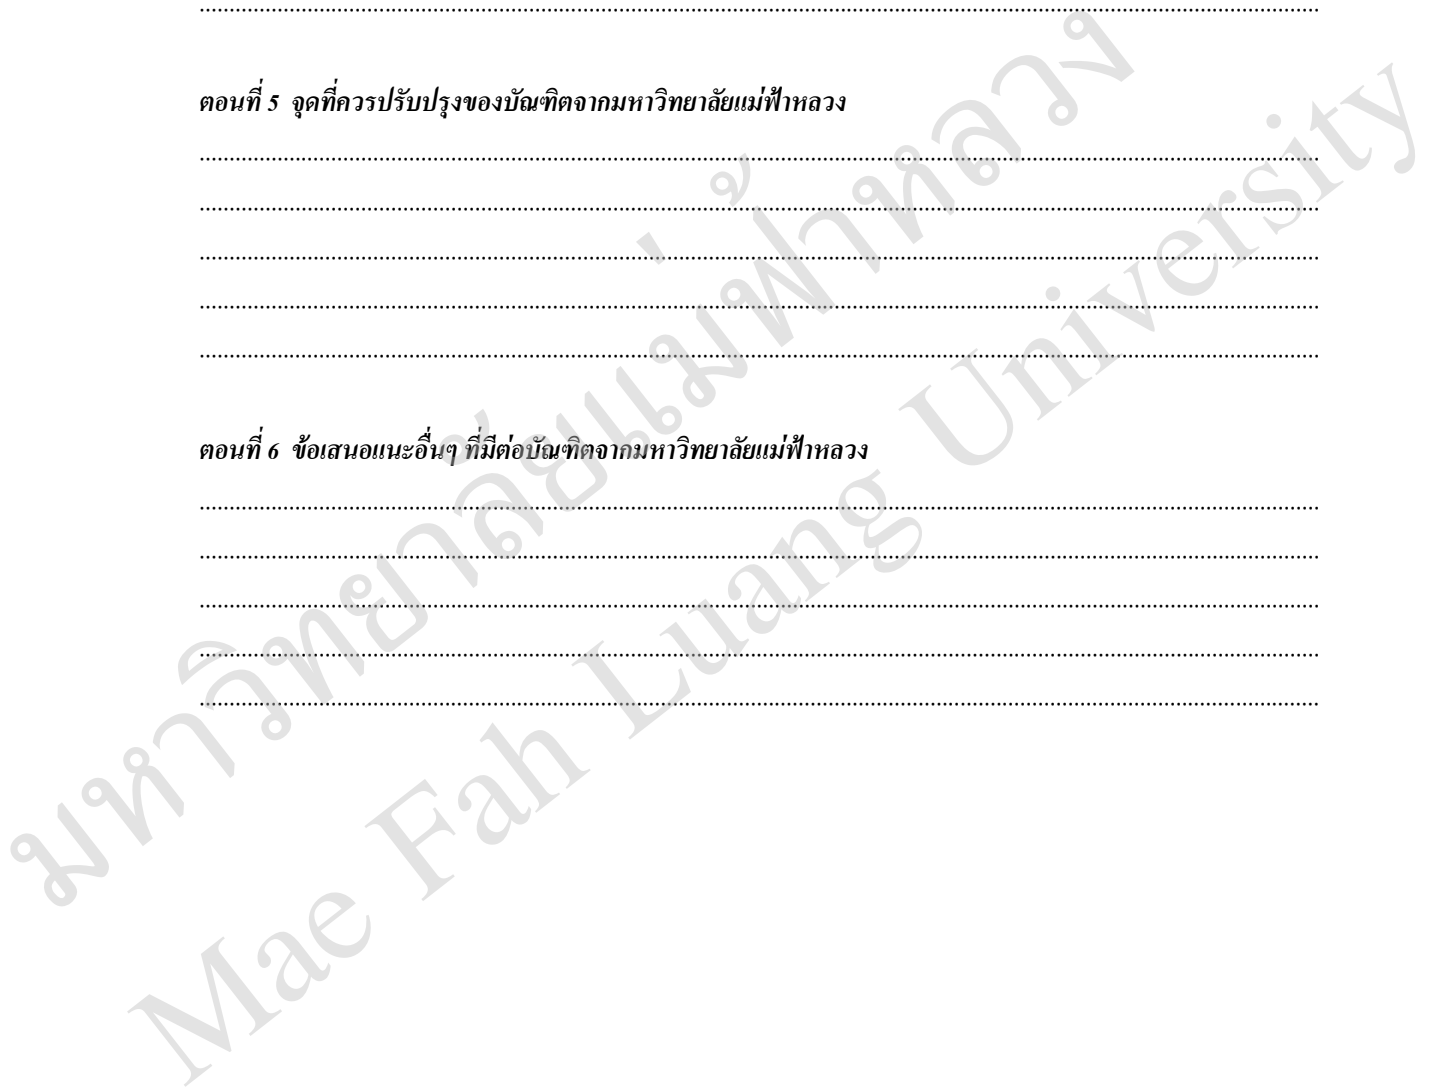 ตอนที่ 5 จุดที่ควรปรับปรุงของบัณฑิตจากมหาวิทยาลัยแม่ฟ้าหลวง
ตอนที่ 6 ข้อเสนอแนะอื่นๆ ที่มีต่อบัณฑิตจากมหาวิทยาลัยแม่ฟ้าหลวง
มหาวิทยาลัยแม่ฟ้าหลวง
Mae Fah Luang University